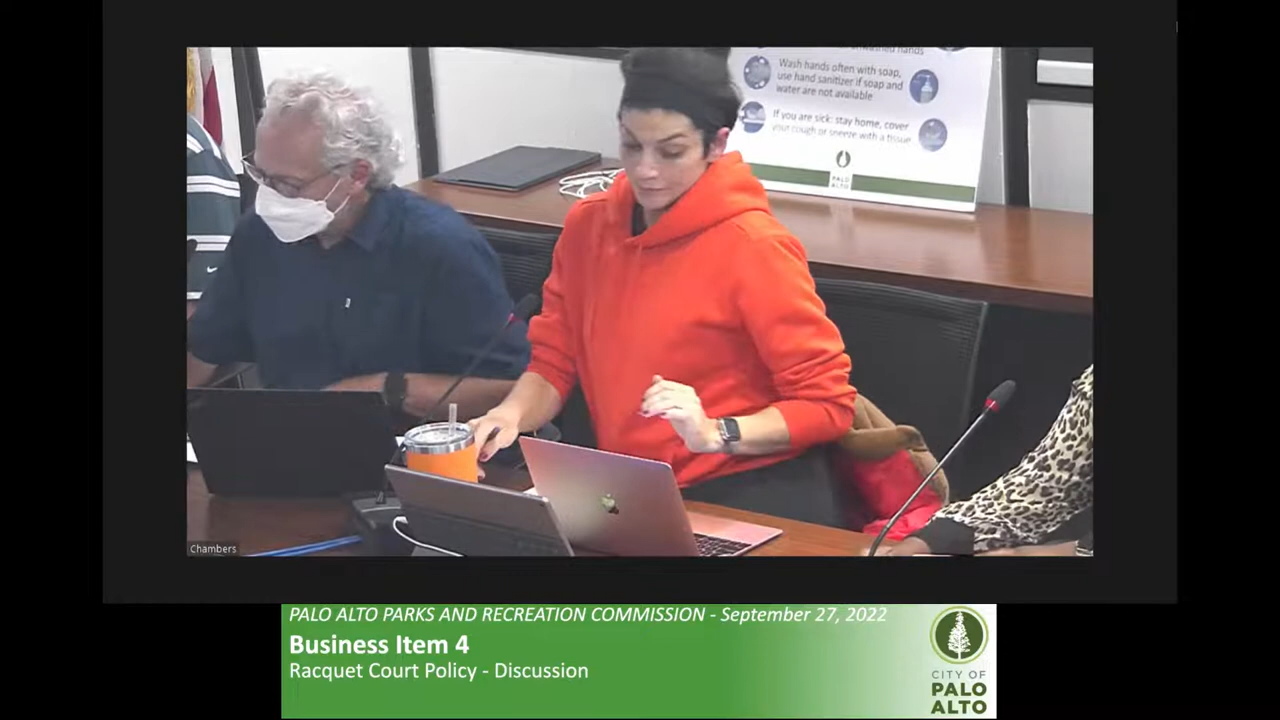 unwashed hands
Wash hands often with soap,
use hand sanitizer if soap and
water are not available
If you are sick: stay home, cover
your cough or sneeze with a tissue
PALO
ALTO
Chambers
PALO ALTO PARKS AND RECREATION COMMISSION - September 27, 2022
Business Item 4
Racquet Court Policy - Discussion
CITY OF
PALO
ALTO